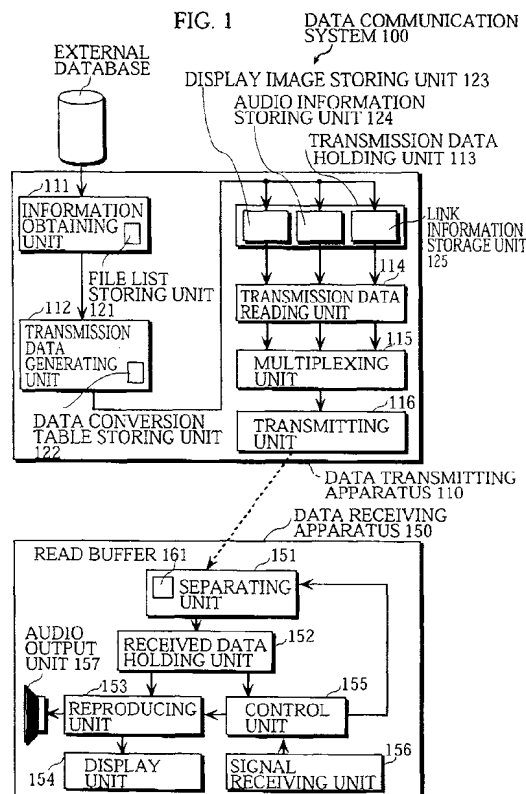 FIG. 1
DATA COMMUNICATION
SYSTEM 100
EXTERNAL
DATABASE
DISPLAY IMAGE STORING UNIT 123
AUDIO INFORMATION
STORING UNIT 124
TRANSMISSION DATA
HOLDING UNIT 113
111
INFORMATION
OBTAINING
UNIT
LINK
INFORMATION
STORAGE UNIT
125
FILE LIST
STORING UNIT
121
112
TRANSMISSION
DATA
GENERATING
UNIT
114
TRANSMISSION DATA
READING UNIT
115
MULTIPLEXING
UNIT
DATA CONVERSION
TABLE STORING UNIT
122
116
TRANSMITTING
UNIT
DATA TRANSMITTING
APPARATUS 110
DATA RECEIVING
APPARATUS 150
READ BUFFER 161
151
SEPARATING
UNIT
152
RECEIVED DATA
HOLDING UNIT
AUDIO
OUTPUT
UNIT 157
153
REPRODUCING
UNIT
155
CONTROL
UNIT
154
DISPLAY
UNIT
156
SIGNAL
RECEIVING UNIT